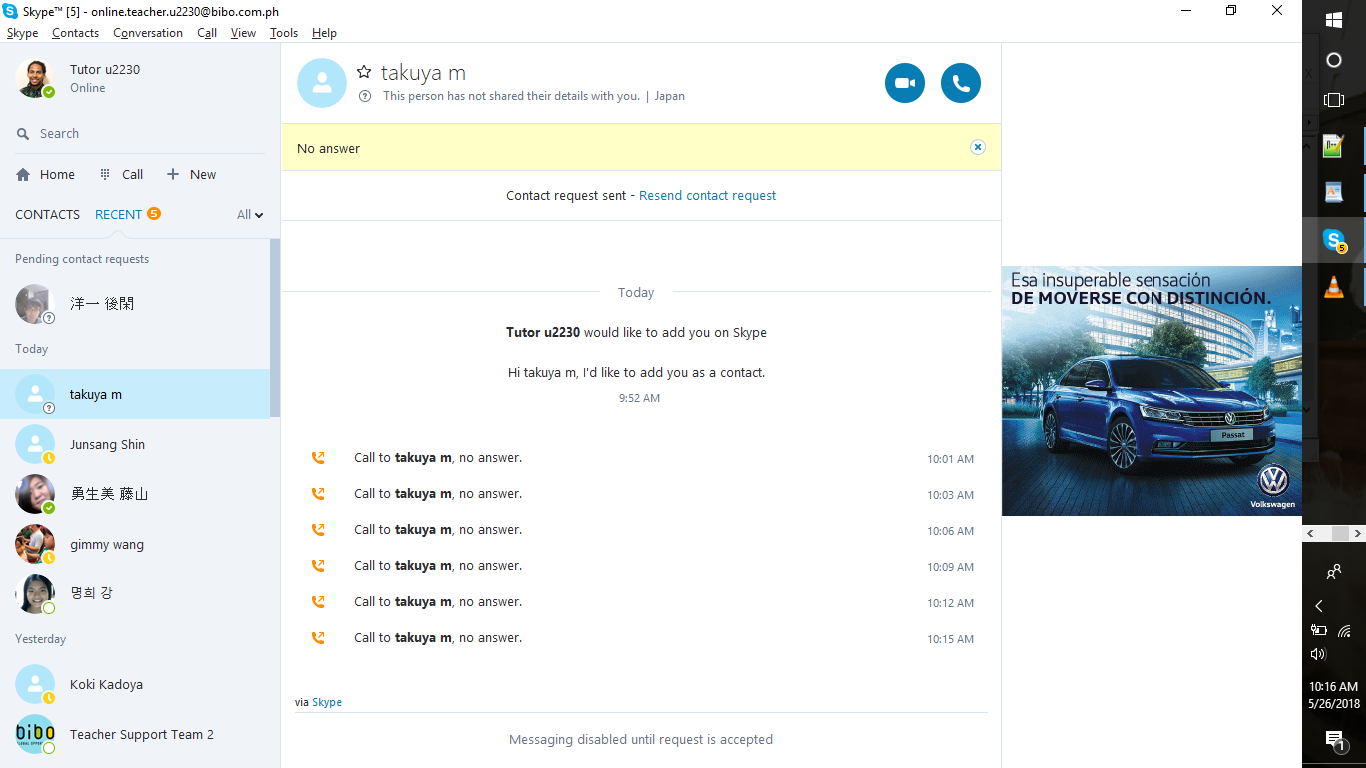 Skype™ [5] - online.teacher.u2230@bibo.com.ph
Skype Contacts Conversation Call View Tools Help
Tutor u2230
Online
Search
Home Call New
CONTACTS RECENT 5 All
Pending contact requests
洋一 後閑
Today
takuya m
Junsang Shin
勇生美 藤山
gimmy wang
명희 강
Yesterday
Koki Kadoya
bibo
GLOBAL
Teacher Support Team 2
takuya m
This person has not shared their details with you. | Japan
No answer
Contact request sent - Resend contact request
Today
Tutor u2230 would like to add you on Skype
Hi takuya m, I'd like to add you as a contact.
9:52 AM
Call to takuya m, no answer. 10:01 AM
Call to takuya m, no answer. 10:03 AM
Call to takuya m, no answer. 10:06 AM
Call to takuya m, no answer. 10:09 AM
Call to takuya m, no answer. 10:12 AM
Call to takuya m, no answer. 10:15 AM
via Skype
Messaging disabled until request is accepted
Esa insuperable sensación
DE MOVERSE CON DISTINCIÓN.
Passat
Volkswagen
5
10:16 AM
5/26/2018
1